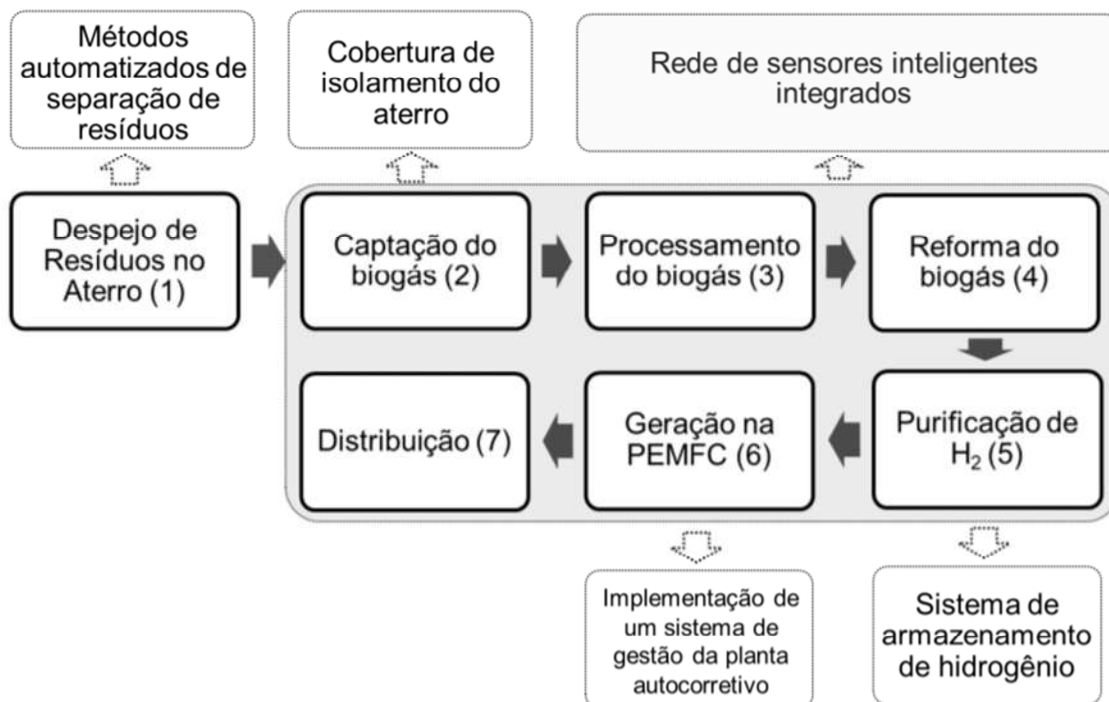 Métodos
automatizados de
separação de
resíduos
Cobertura de
isolamento do
aterro
Rede de sensores inteligentes
integrados
Despejo de
Resíduos no
Aterro (1)
Captação do
biogás (2)
Processamento
do biogás (3)
Reforma do
biogás (4)
Distribuição (7)
Geração na
PEMFC (6)
Purificação de
H₂ (5)
Implementação de
um sistema de
gestão da planta
autocorretivo
Sistema de
armazenamento
de hidrogênio